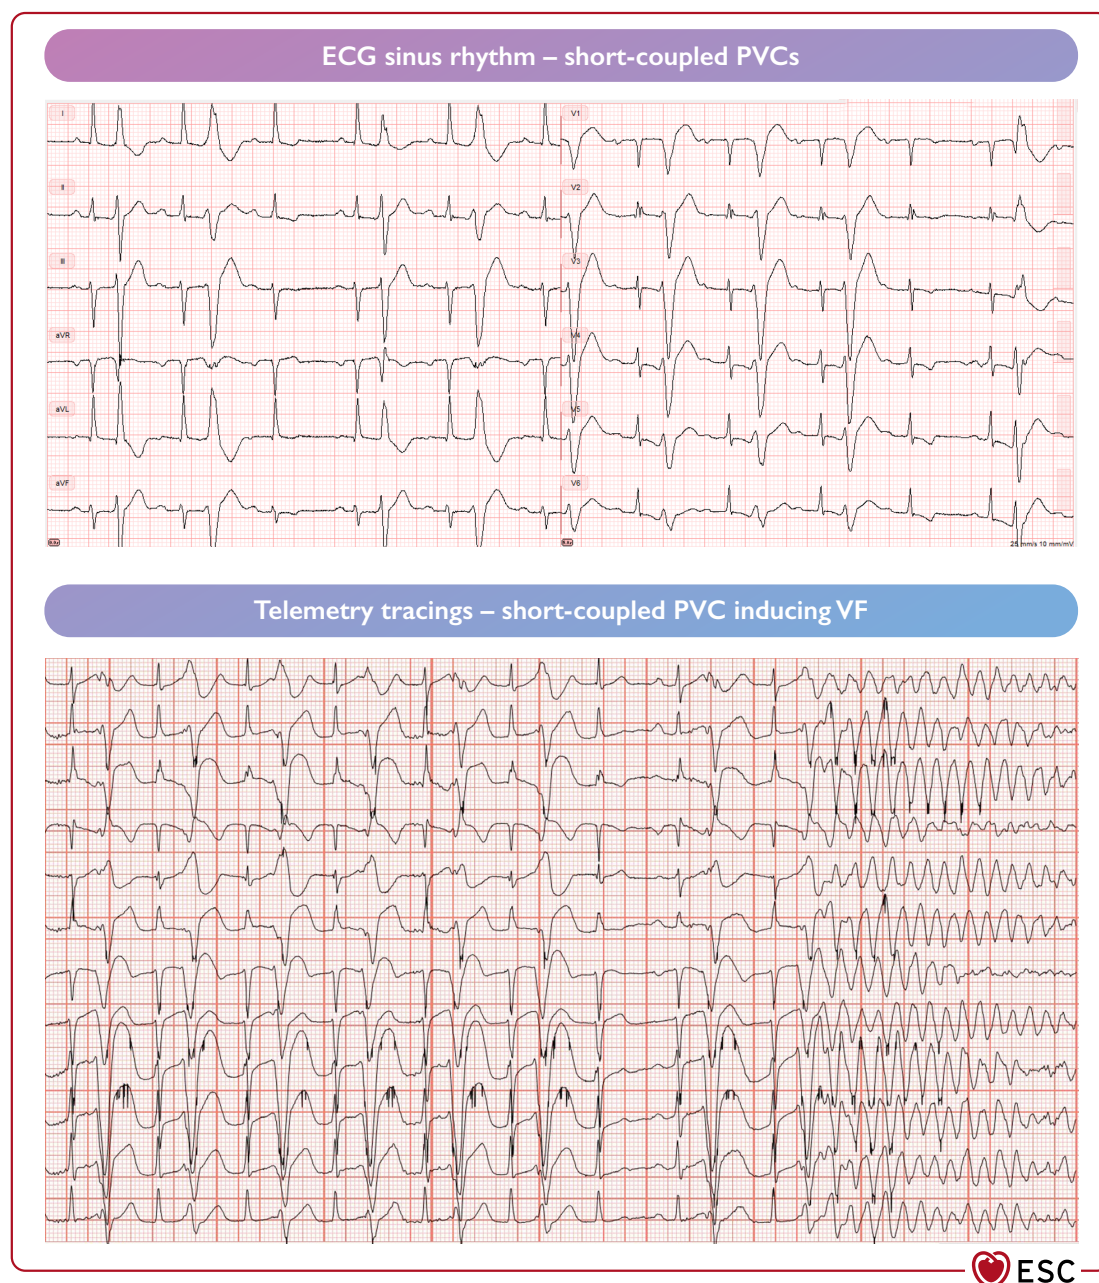 ECG sinus rhythm – short-coupled PVCs
I
II
III
aVR
aVL
aVF
V1
V2
V3
V4
V5
V6
25 mm/s 10 mm/mV
Telemetry tracings – short-coupled PVC inducing VF
ESC